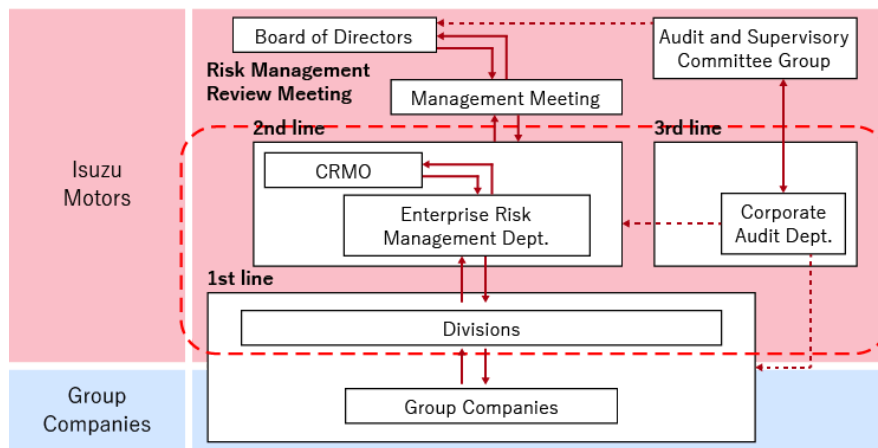 Board of Directors
Audit and Supervisory
Committee Group
Risk Management
Review Meeting
Management Meeting
2nd line
3rd line
Isuzu
Motors
CRMO
Enterprise Risk
Management Dept.
Corporate
Audit Dept.
1st line
Divisions
Group
Companies
Group Companies